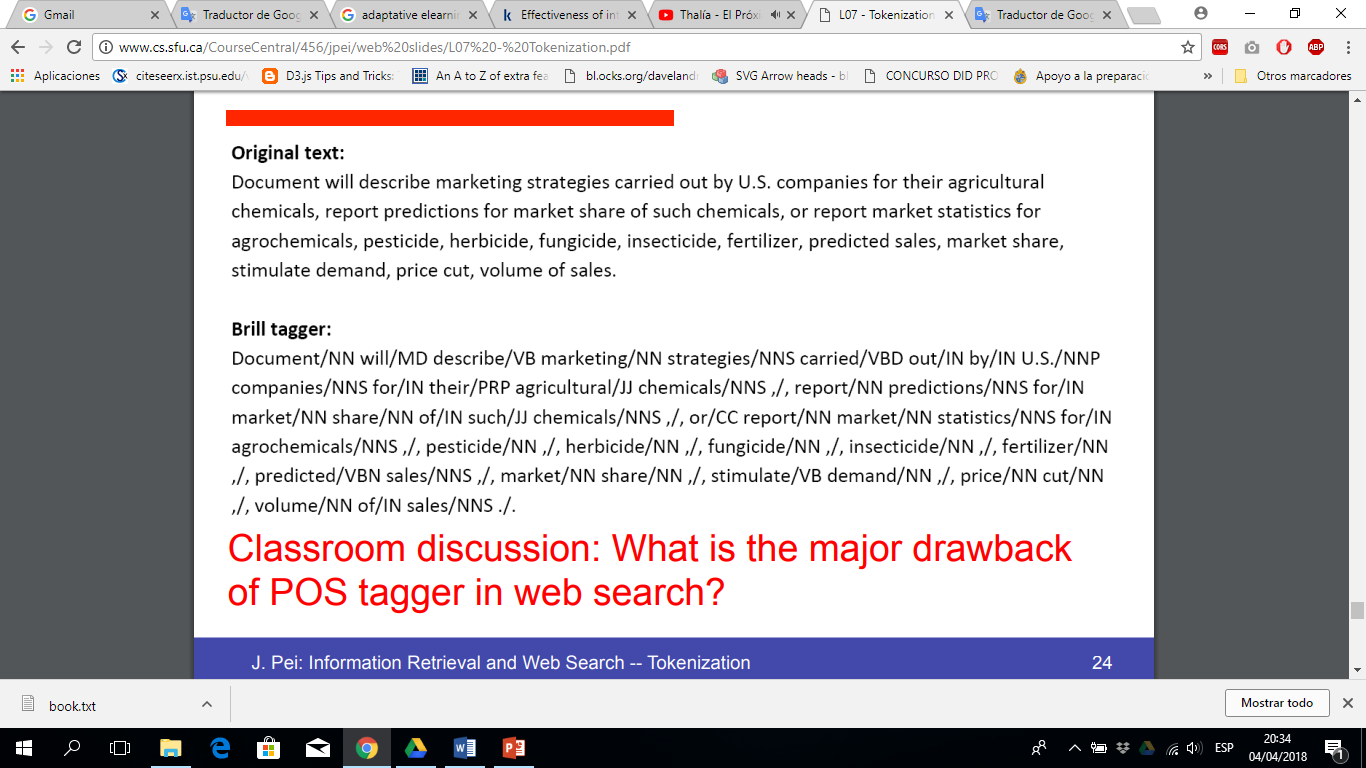 Gmail
Traductor de Goog
adaptative elearnin
Effectiveness of int
Thalía - El Próxi
L07 - Tokenization
Traductor de Goog
www.cs.sfu.ca/CourseCentral/456/jpei/web%20slides/L07%20-%20Tokenization.pdf
CORS
ABP
Aplicaciones
citeseerx.ist.psu.edu/
D3.js Tips and Tricks:
An A to Z of extra fea
bl.ocks.org/daveland
SVG Arrow heads - bl
CONCURSO DID PRO
Apoyo a la preparació
»
Otros marcadores
Original text:
Document will describe marketing strategies carried out by U.S. companies for their agricultural
chemicals, report predictions for market share of such chemicals, or report market statistics for
agrochemicals, pesticide, herbicide, fungicide, insecticide, fertilizer, predicted sales, market share,
stimulate demand, price cut, volume of sales.
Brill tagger:
Document/NN will/MD describe/VB marketing/NN strategies/NNS carried/VBD out/IN by/IN U.S./NNP
companies/NNS for/IN their/PRP agricultural/JJ chemicals/NNS ,/, report/NN predictions/NNS for/IN
market/NN share/NN of/IN such/JJ chemicals/NNS ,/, or/CC report/NN market/NN statistics/NNS for/IN
agrochemicals/NNS ,/, pesticide/NN ,/, herbicide/NN ,/, fungicide/NN ,/, insecticide/NN ,/, fertilizer/NN
,/, predicted/VBN sales/NNS ,/, market/NN share/NN ,/, stimulate/VB demand/NN ,/, price/NN cut/NN
,/, volume/NN of/IN sales/NNS ./.
Classroom discussion: What is the major drawback
of POS tagger in web search?
J. Pei: Information Retrieval and Web Search -- Tokenization 24
book.txt
Mostrar todo
ESP
20:34
04/04/2018
1